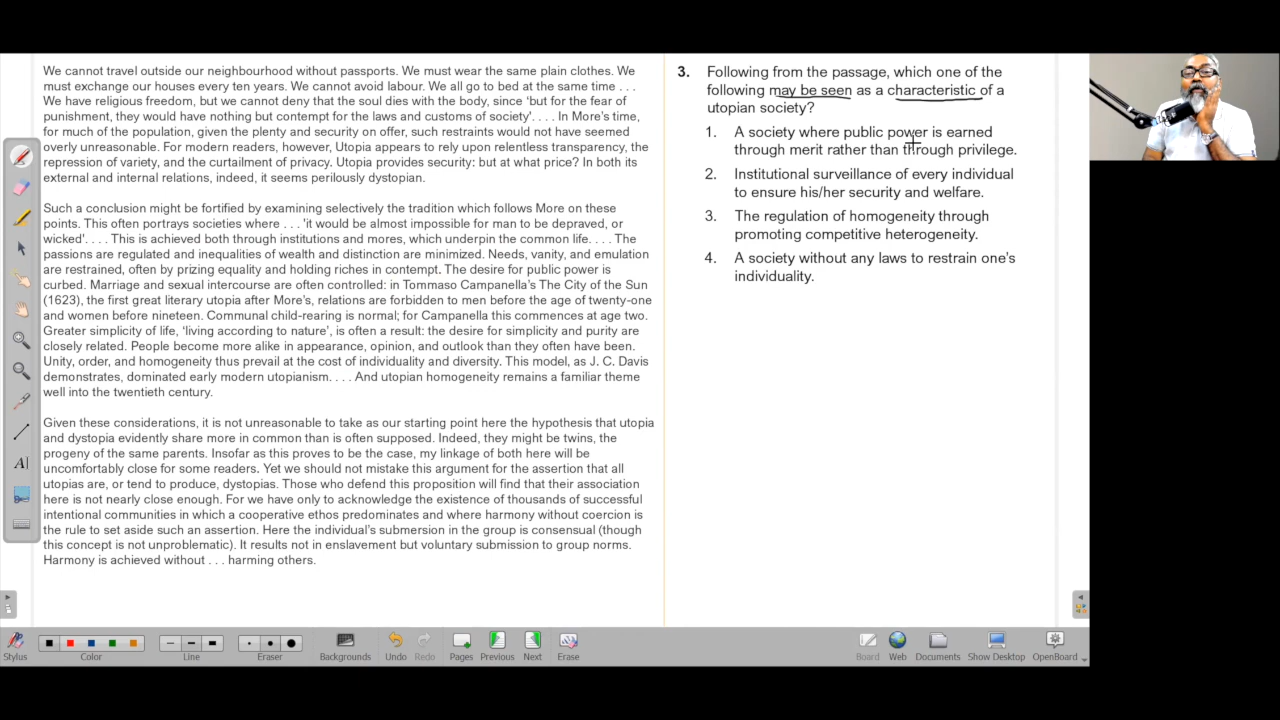 We cannot travel outside our neighbourhood without passports. We must wear the same plain clothes. We
must exchange our houses every ten years. We cannot avoid labour. We all go to bed at the same time . . .
We have religious freedom, but we cannot deny that the soul dies with the body, since ‘but for the fear of
punishment, they would have nothing but contempt for the laws and customs of society'. . . . In More's time,
for much of the population, given the plenty and security on offer, such restraints would not have seemed
overly unreasonable. For modern readers, however, Utopia appears to rely upon relentless transparency, the
repression of variety, and the curtailment of privacy. Utopia provides security: but at what price? In both its
external and internal relations, indeed, it seems perilously dystopian.
Such a conclusion might be fortified by examining selectively the tradition which follows More on these
points. This often portrays societies where . . . 'it would be almost impossible for man to be depraved, or
wicked'. . . . This is achieved both through institutions and mores, which underpin the common life. . . . The
passions are regulated and inequalities of wealth and distinction are minimized. Needs, vanity, and emulation
are restrained, often by prizing equality and holding riches in contempt. The desire for public power is
curbed. Marriage and sexual intercourse are often controlled: in Tommaso Campanella’s The City of the Sun
(1623), the first great literary utopia after More’s, relations are forbidden to men before the age of twenty-one
and women before nineteen. Communal child-rearing is normal; for Campanella this commences at age two.
Greater simplicity of life, ‘living according to nature’, is often a result: the desire for simplicity and purity are
closely related. People become more alike in appearance, opinion, and outlook than they often have been.
Unity, order, and homogeneity thus prevail at the cost of individuality and diversity. This model, as J. C. Davis
demonstrates, dominated early modern utopianism. . . . And utopian homogeneity remains a familiar theme
well into the twentieth century.
Given these considerations, it is not unreasonable to take as our starting point here the hypothesis that utopia
and dystopia evidently share more in common than is often supposed. Indeed, they might be twins, the
progeny of the same parents. Insofar as this proves to be the case, my linkage of both here will be
uncomfortably close for some readers. Yet we should not mistake this argument for the assertion that all
utopias are, or tend to produce, dystopias. Those who defend this proposition will find that their association
here is not nearly close enough. For we have only to acknowledge the existence of thousands of successful
intentional communities in which a cooperative ethos predominates and where harmony without coercion is
the rule to set aside such an assertion. Here the individual’s submersion in the group is consensual (though
this concept is not unproblematic). It results not in enslavement but voluntary submission to group norms.
Harmony is achieved without . . . harming others.
3. Following from the passage, which one of the
following may be seen as a characteristic of a
utopian society?
1. A society where public power is earned
through merit rather than through privilege.
2. Institutional surveillance of every individual
to ensure his/her security and welfare.
3. The regulation of homogeneity through
promoting competitive heterogeneity.
4. A society without any laws to restrain one’s
individuality.
Stylus
Color
Line
Eraser
Backgrounds
Undo
Redo
Pages
Previous
Next
Erase
Board
Web
Documents
Show Desktop
OpenBoard